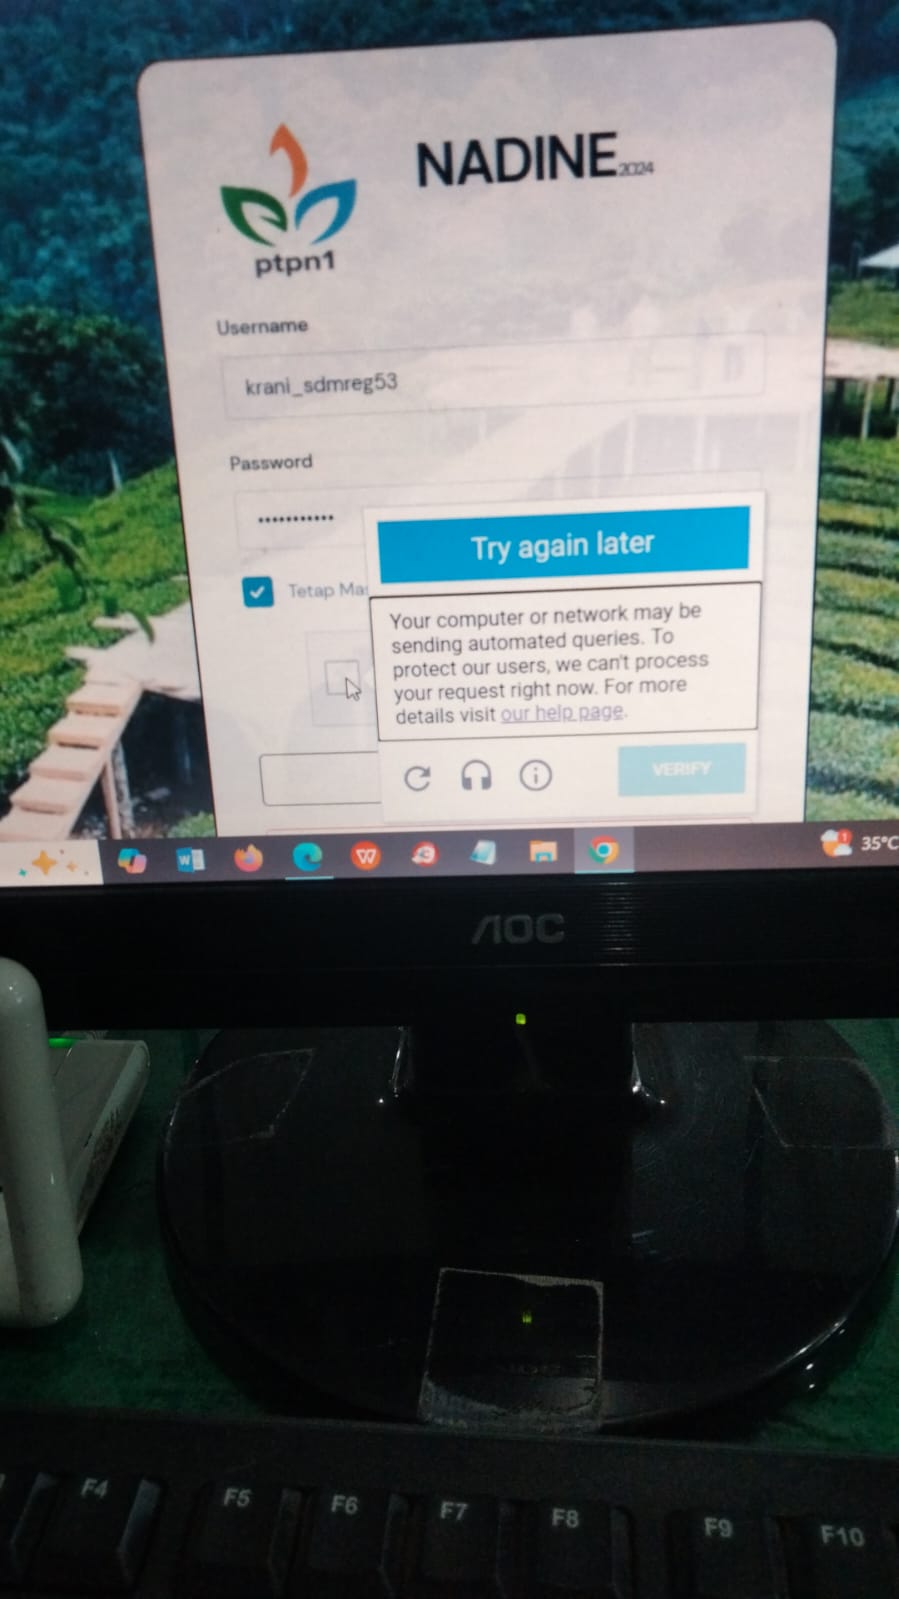 NADINE 2024
ptpn1
Username
krani_sdmreg53
Password
Try again later
Tetap
Your computer or network may be
sending automated queries. To
protect our users, we can't process
your request right now. For more
details visit our help page.
VERIFY
35°C
AOC
F4
F5
F6
F7
F8
F9
F10